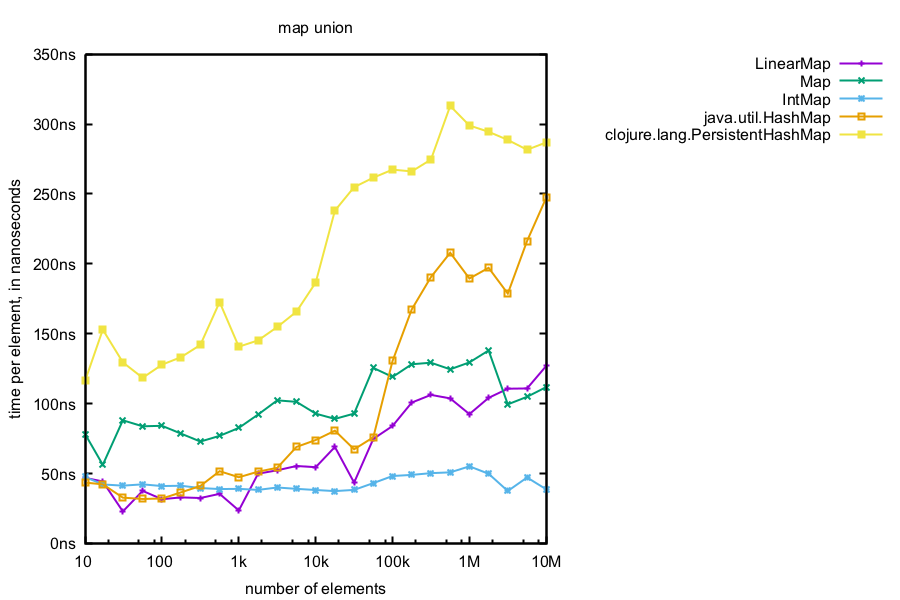 map union
350ns
300ns
250ns
200ns
150ns
100ns
50ns
0ns
10
100
1k
10k
100k
1M
10M
number of elements
time per element, in nanoseconds
LinearMap
Map
IntMap
java.util.HashMap
clojure.lang.PersistentHashMap